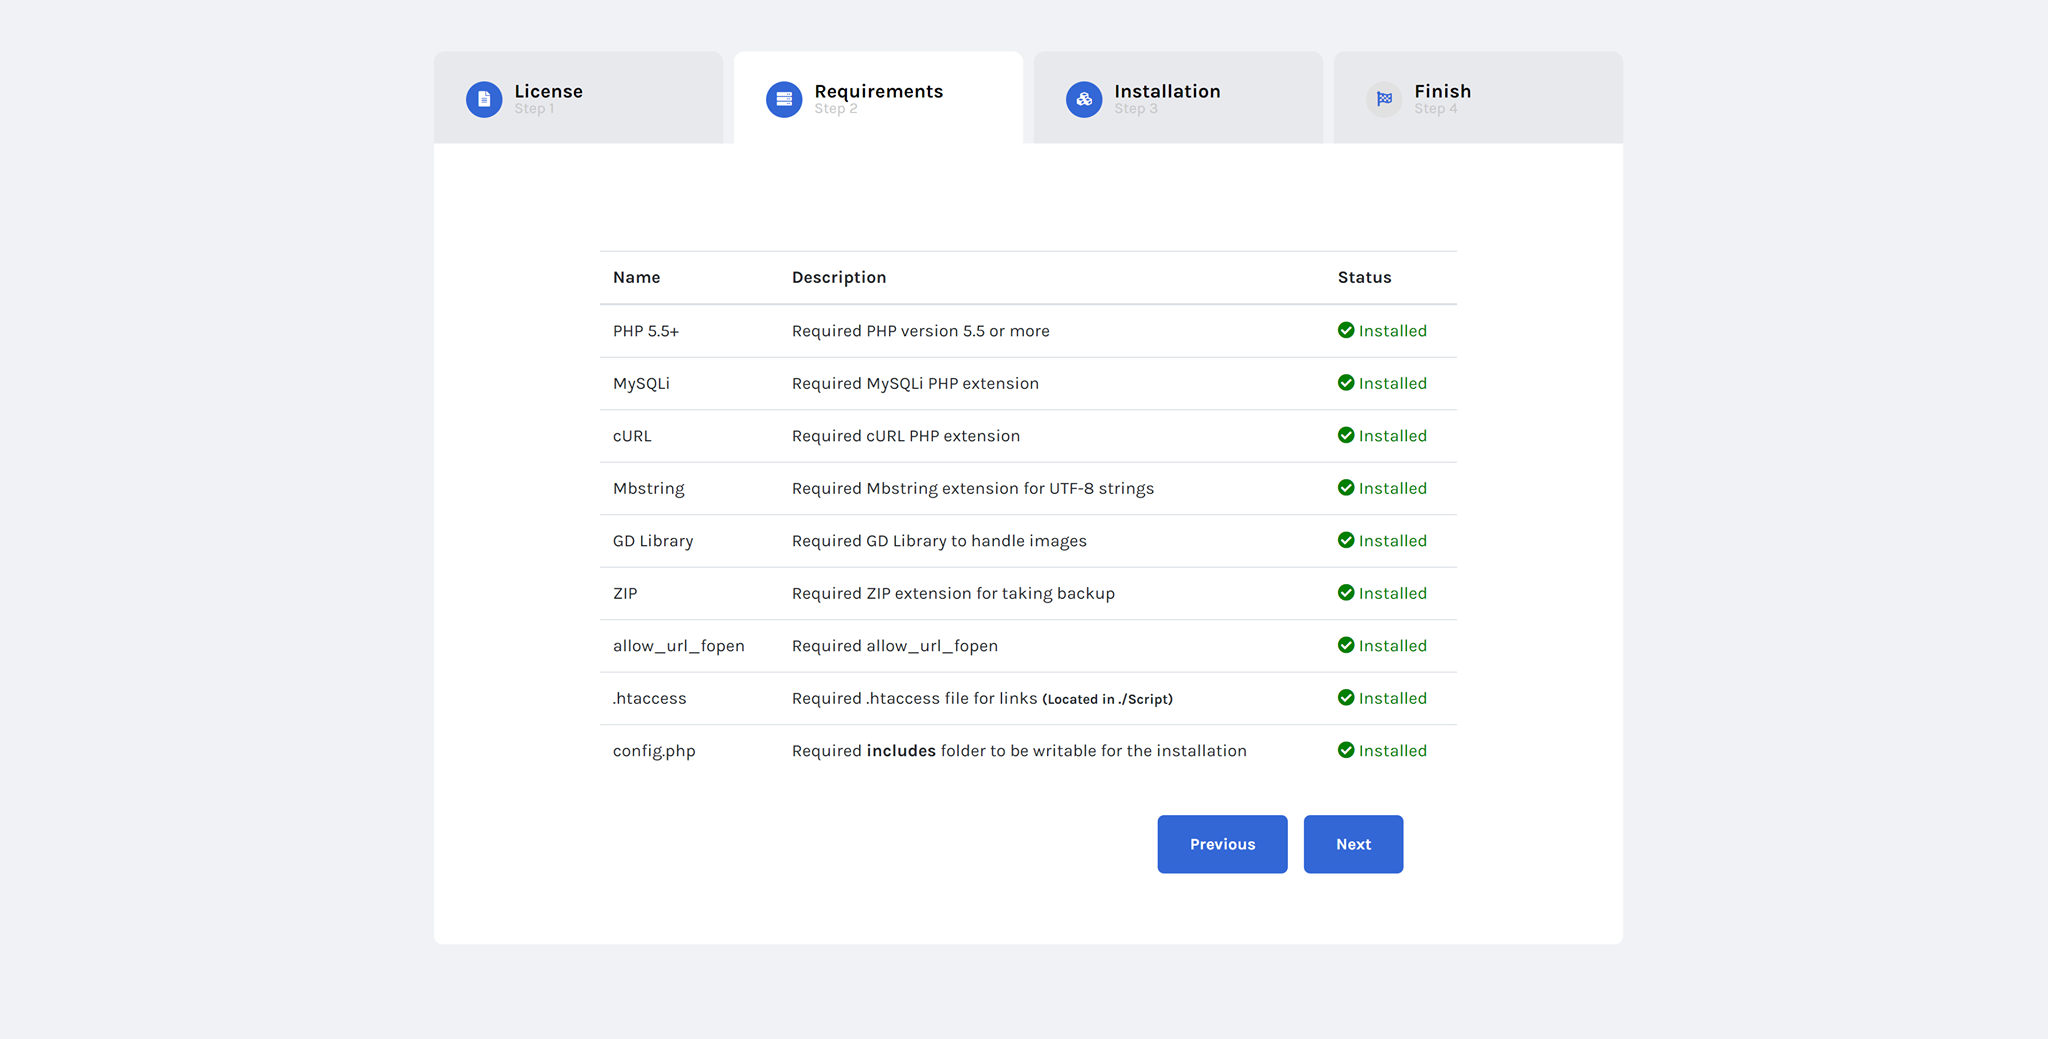 License
Step 1
Requirements
Step 2
Installation
Step 3
Finish
Step 4
Name Description Status
PHP 5.5+ Required PHP version 5.5 or more Installed
MySQLi Required MySQLi PHP extension Installed
cURL Required cURL PHP extension Installed
Mbstring Required Mbstring extension for UTF-8 strings Installed
GD Library Required GD Library to handle images Installed
ZIP Required ZIP extension for taking backup Installed
allow_url_fopen Required allow_url_fopen Installed
.htaccess Required .htaccess file for links (Located in ./Script) Installed
config.php Required includes folder to be writable for the installation Installed
Previous Next